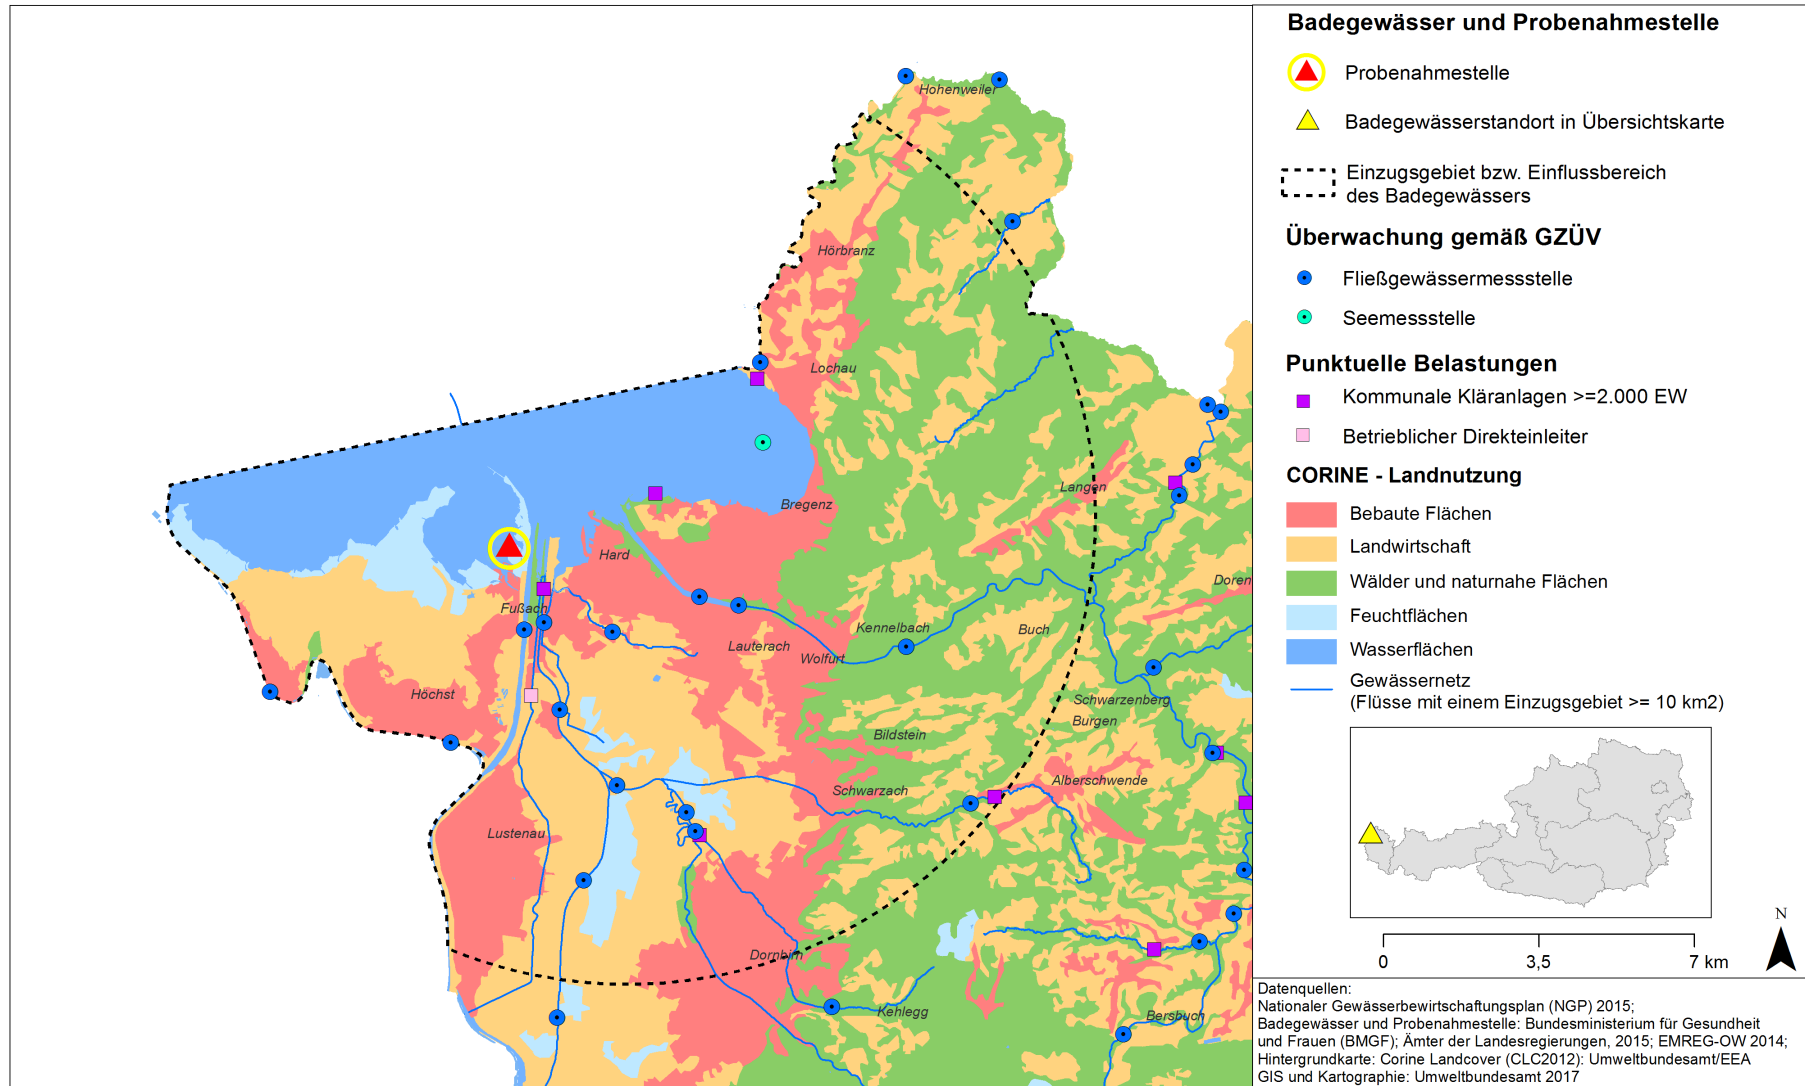 Hohenweiler
Hörbranz
Lochau
Langen
Bregenz
Hard
Doren
Fußach
Kennelbach
Buch
Lauterach
Wolfurt
Höchst
Schwarzenberg
Burgen
Bildstein
Alberschwende
Schwarzach
Lustenau
Dornbirn
Kehlegg
Bersbuch
Badegewässer und Probenahmestelle
Probenahmestelle
Badegewässerstandort in Übersichtskarte
Einzugsgebiet bzw. Einflussbereich
des Badegewässers
Überwachung gemäß GZÜV
Fließgewässermessstelle
Seemessstelle
Punktuelle Belastungen
Kommunale Kläranlagen >=2.000 EW
Betrieblicher Direkteinleiter
CORINE - Landnutzung
Bebaute Flächen
Landwirtschaft
Wälder und naturnahe Flächen
Feuchtflächen
Wasserflächen
Gewässernetz
(Flüsse mit einem Einzugsgebiet >= 10 km2)
N
0 3,5 7 km
Datenquellen:
Nationaler Gewässerbewirtschaftungsplan (NGP) 2015;
Badegewässer und Probenahmestelle: Bundesministerium für Gesundheit
und Frauen (BMGF); Ämter der Landesregierungen, 2015; EMREG-OW 2014;
Hintergrundkarte: Corine Landcover (CLC2012): Umweltbundesamt/EEA
GIS und Kartographie: Umweltbundesamt 2017